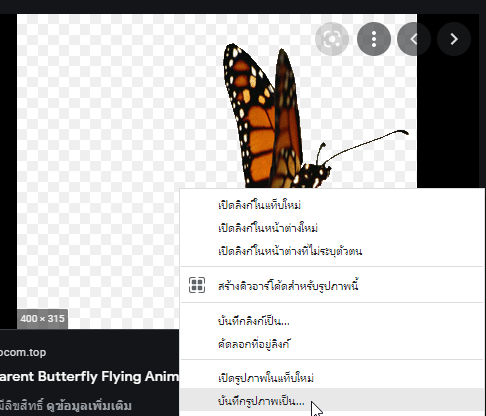 เปิดลิงก์ในแท็บใหม่
เปิดลิงก์ในหน้าต่างใหม่
เปิดลิงก์ในหน้าต่างที่ไม่ระบุตัวตน
สร้างคิวอาร์โค้ดสำหรับรูปภาพนี้
400 × 315
บันทึกลิงก์เป็น...
คัดลอกที่อยู่ลิงก์
ocom.top
arent Butterfly Flying Anim
เปิดรูปภาพในแท็บใหม่
บันทึกรูปภาพเป็น...
มีลิขสิทธิ์ ดูข้อมูลเพิ่มเติม